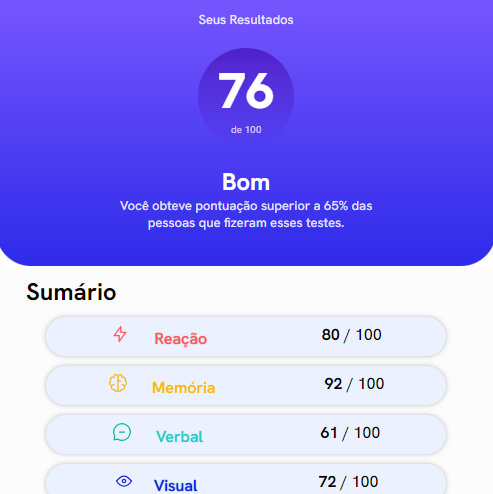 Seus Resultados
76
de 100
Bom
Você obteve pontuação superior a 65% das
pessoas que fizeram esses testes.
Sumário
Reação 80 / 100
Memória 92 / 100
Verbal 61 / 100
Visual 72 / 100